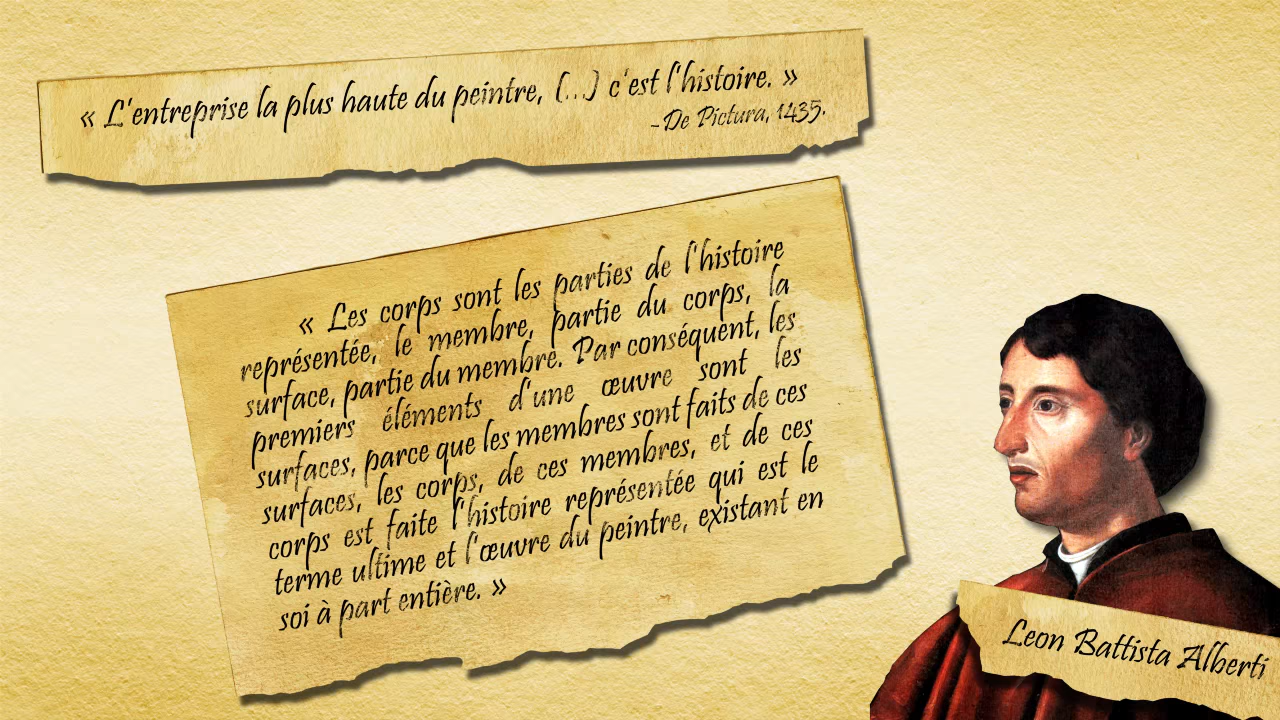 « L'entreprise la plus haute du peintre, (...) c'est l'histoire. »
-De Pictura, 1435.
« Les corps sont les parties de l'histoire
représentée, le membre, partie du corps, la
surface, partie du membre. Par conséquent, les
premiers éléments d'une œuvre sont les
surfaces, parce que les membres sont faits de ces
surfaces, les corps, de ces membres, et de ces
corps est faite l'histoire représentée qui est le
terme ultime et l'œuvre du peintre, existant en
soi à part entière. »
Leon Battista Alberti